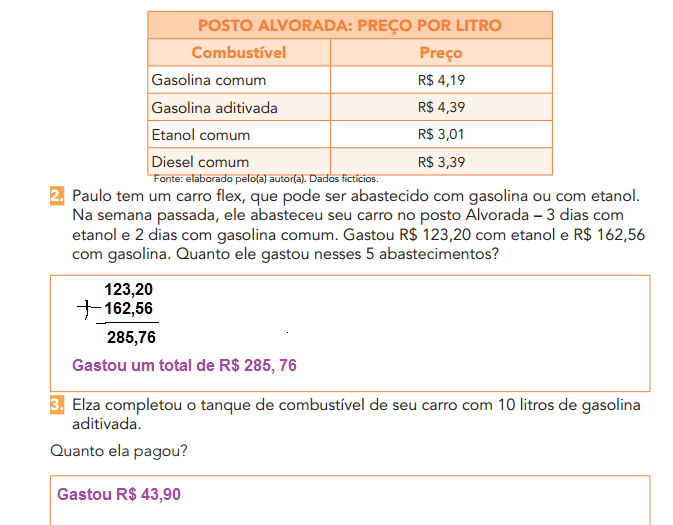 POSTO ALVORADA: PREÇO POR LITRO
Combustível Preço
Gasolina comum R$ 4,19
Gasolina aditivada R$ 4,39
Etanol comum R$ 3,01
Diesel comum R$ 3,39
Fonte: elaborado pelo(a) autor(a). Dados fictícios.
2. Paulo tem um carro flex, que pode ser abastecido com gasolina ou com etanol.
Na semana passada, ele abasteceu seu carro no posto Alvorada – 3 dias com
etanol e 2 dias com gasolina comum. Gastou R$ 123,20 com etanol e R$ 162,56
com gasolina. Quanto ele gastou nesses 5 abastecimentos?
123,20
+ 162,56
285,76
Gastou um total de R$ 285, 76
3. Elza completou o tanque de combustível de seu carro com 10 litros de gasolina
aditivada.
Quanto ela pagou?
Gastou R$ 43,90